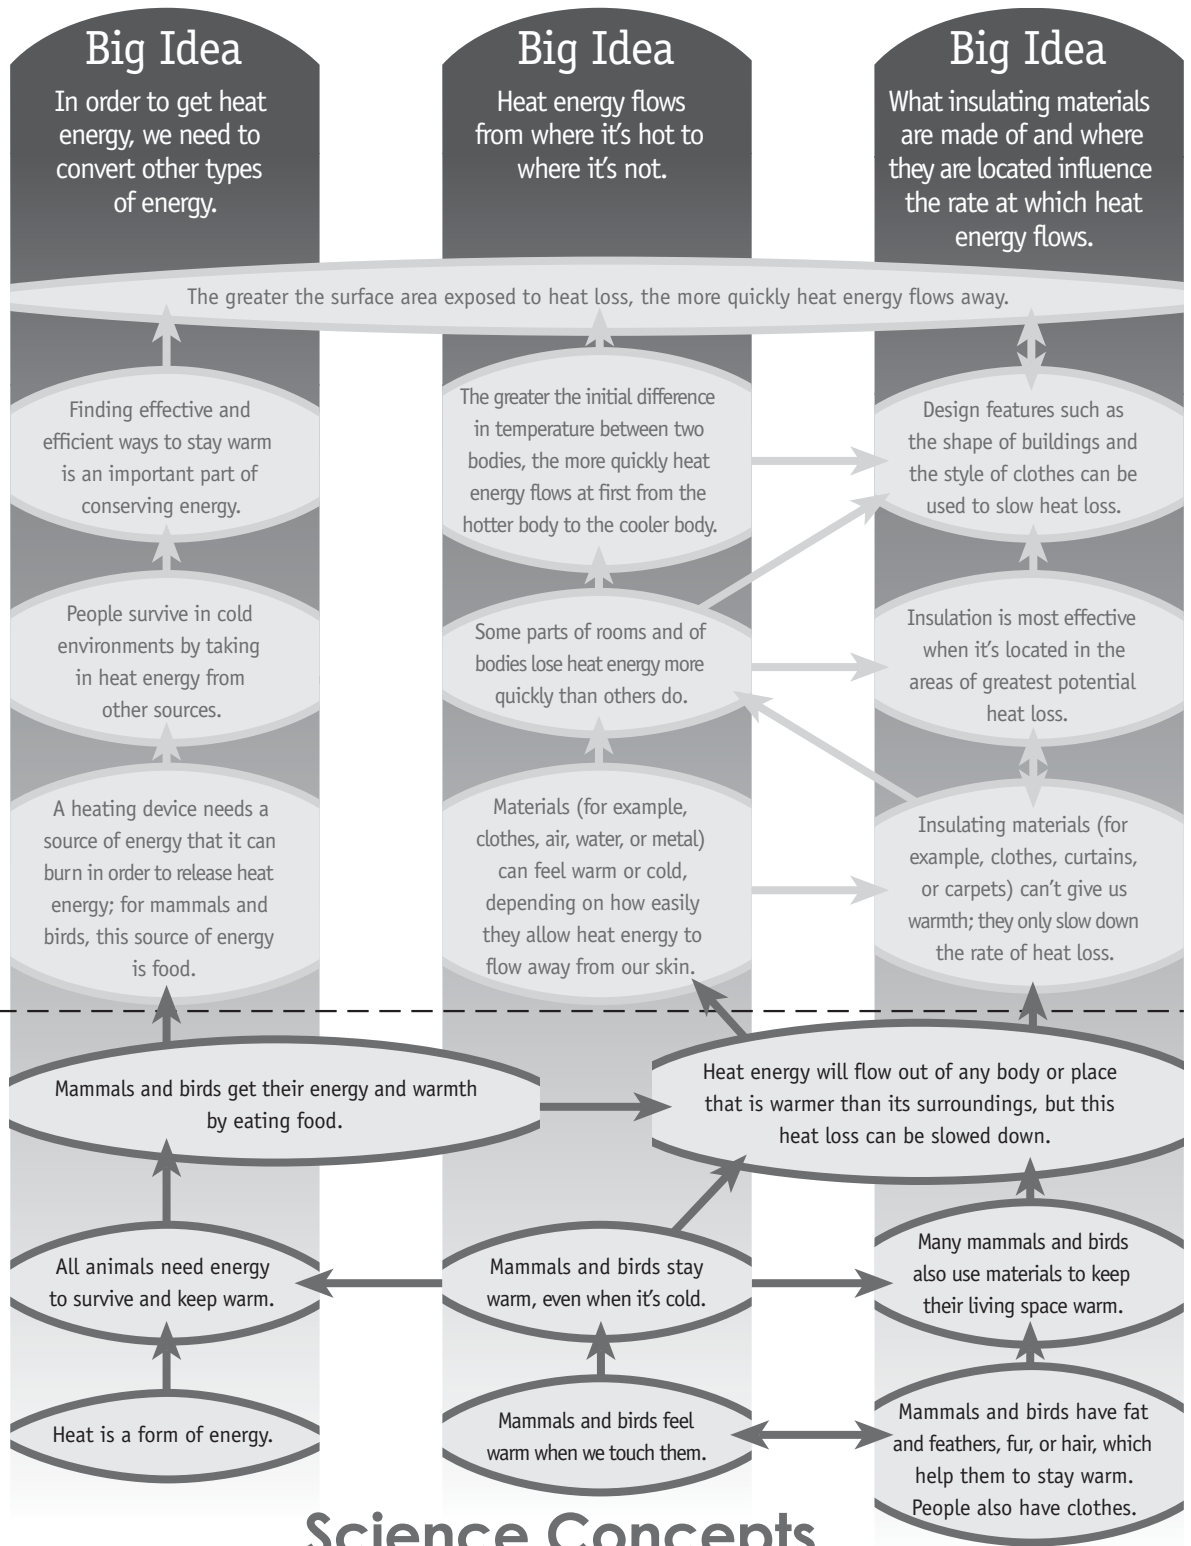 Big Idea
In order to get heat
energy, we need to
convert other types
of energy.
Big Idea
Heat energy flows
from where it's hot to
where it's not.
Big Idea
What insulating materials
are made of and where
they are located influence
the rate at which heat
energy flows.
The greater the surface area exposed to heat loss, the more quickly heat energy flows away.
Finding effective and
efficient ways to stay warm
is an important part of
conserving energy.
The greater the initial difference
in temperature between two
bodies, the more quickly heat
energy flows at first from the
hotter body to the cooler body.
Design features such as
the shape of buildings and
the style of clothes can be
used to slow heat loss.
People survive in cold
environments by taking
in heat energy from
other sources.
Some parts of rooms and of
bodies lose heat energy more
quickly than others do.
Insulation is most effective
when it's located in the
areas of greatest potential
heat loss.
A heating device needs a
source of energy that it can
burn in order to release heat
energy; for mammals and
birds, this source of energy
is food.
Materials (for example,
clothes, air, water, or metal)
can feel warm or cold,
depending on how easily
they allow heat energy to
flow away from our skin.
Insulating materials (for
example, clothes, curtains,
or carpets) can't give us
warmth; they only slow down
the rate of heat loss.
Mammals and birds get their energy and warmth
by eating food.
Heat energy will flow out of any body or place
that is warmer than its surroundings, but this
heat loss can be slowed down.
All animals need energy
to survive and keep warm.
Mammals and birds stay
warm, even when it's cold.
Many mammals and birds
also use materials to keep
their living space warm.
Heat is a form of energy.
Mammals and birds feel
warm when we touch them.
Mammals and birds have fat
and feathers, fur, or hair, which
help them to stay warm.
People also have clothes.
Science Concepts